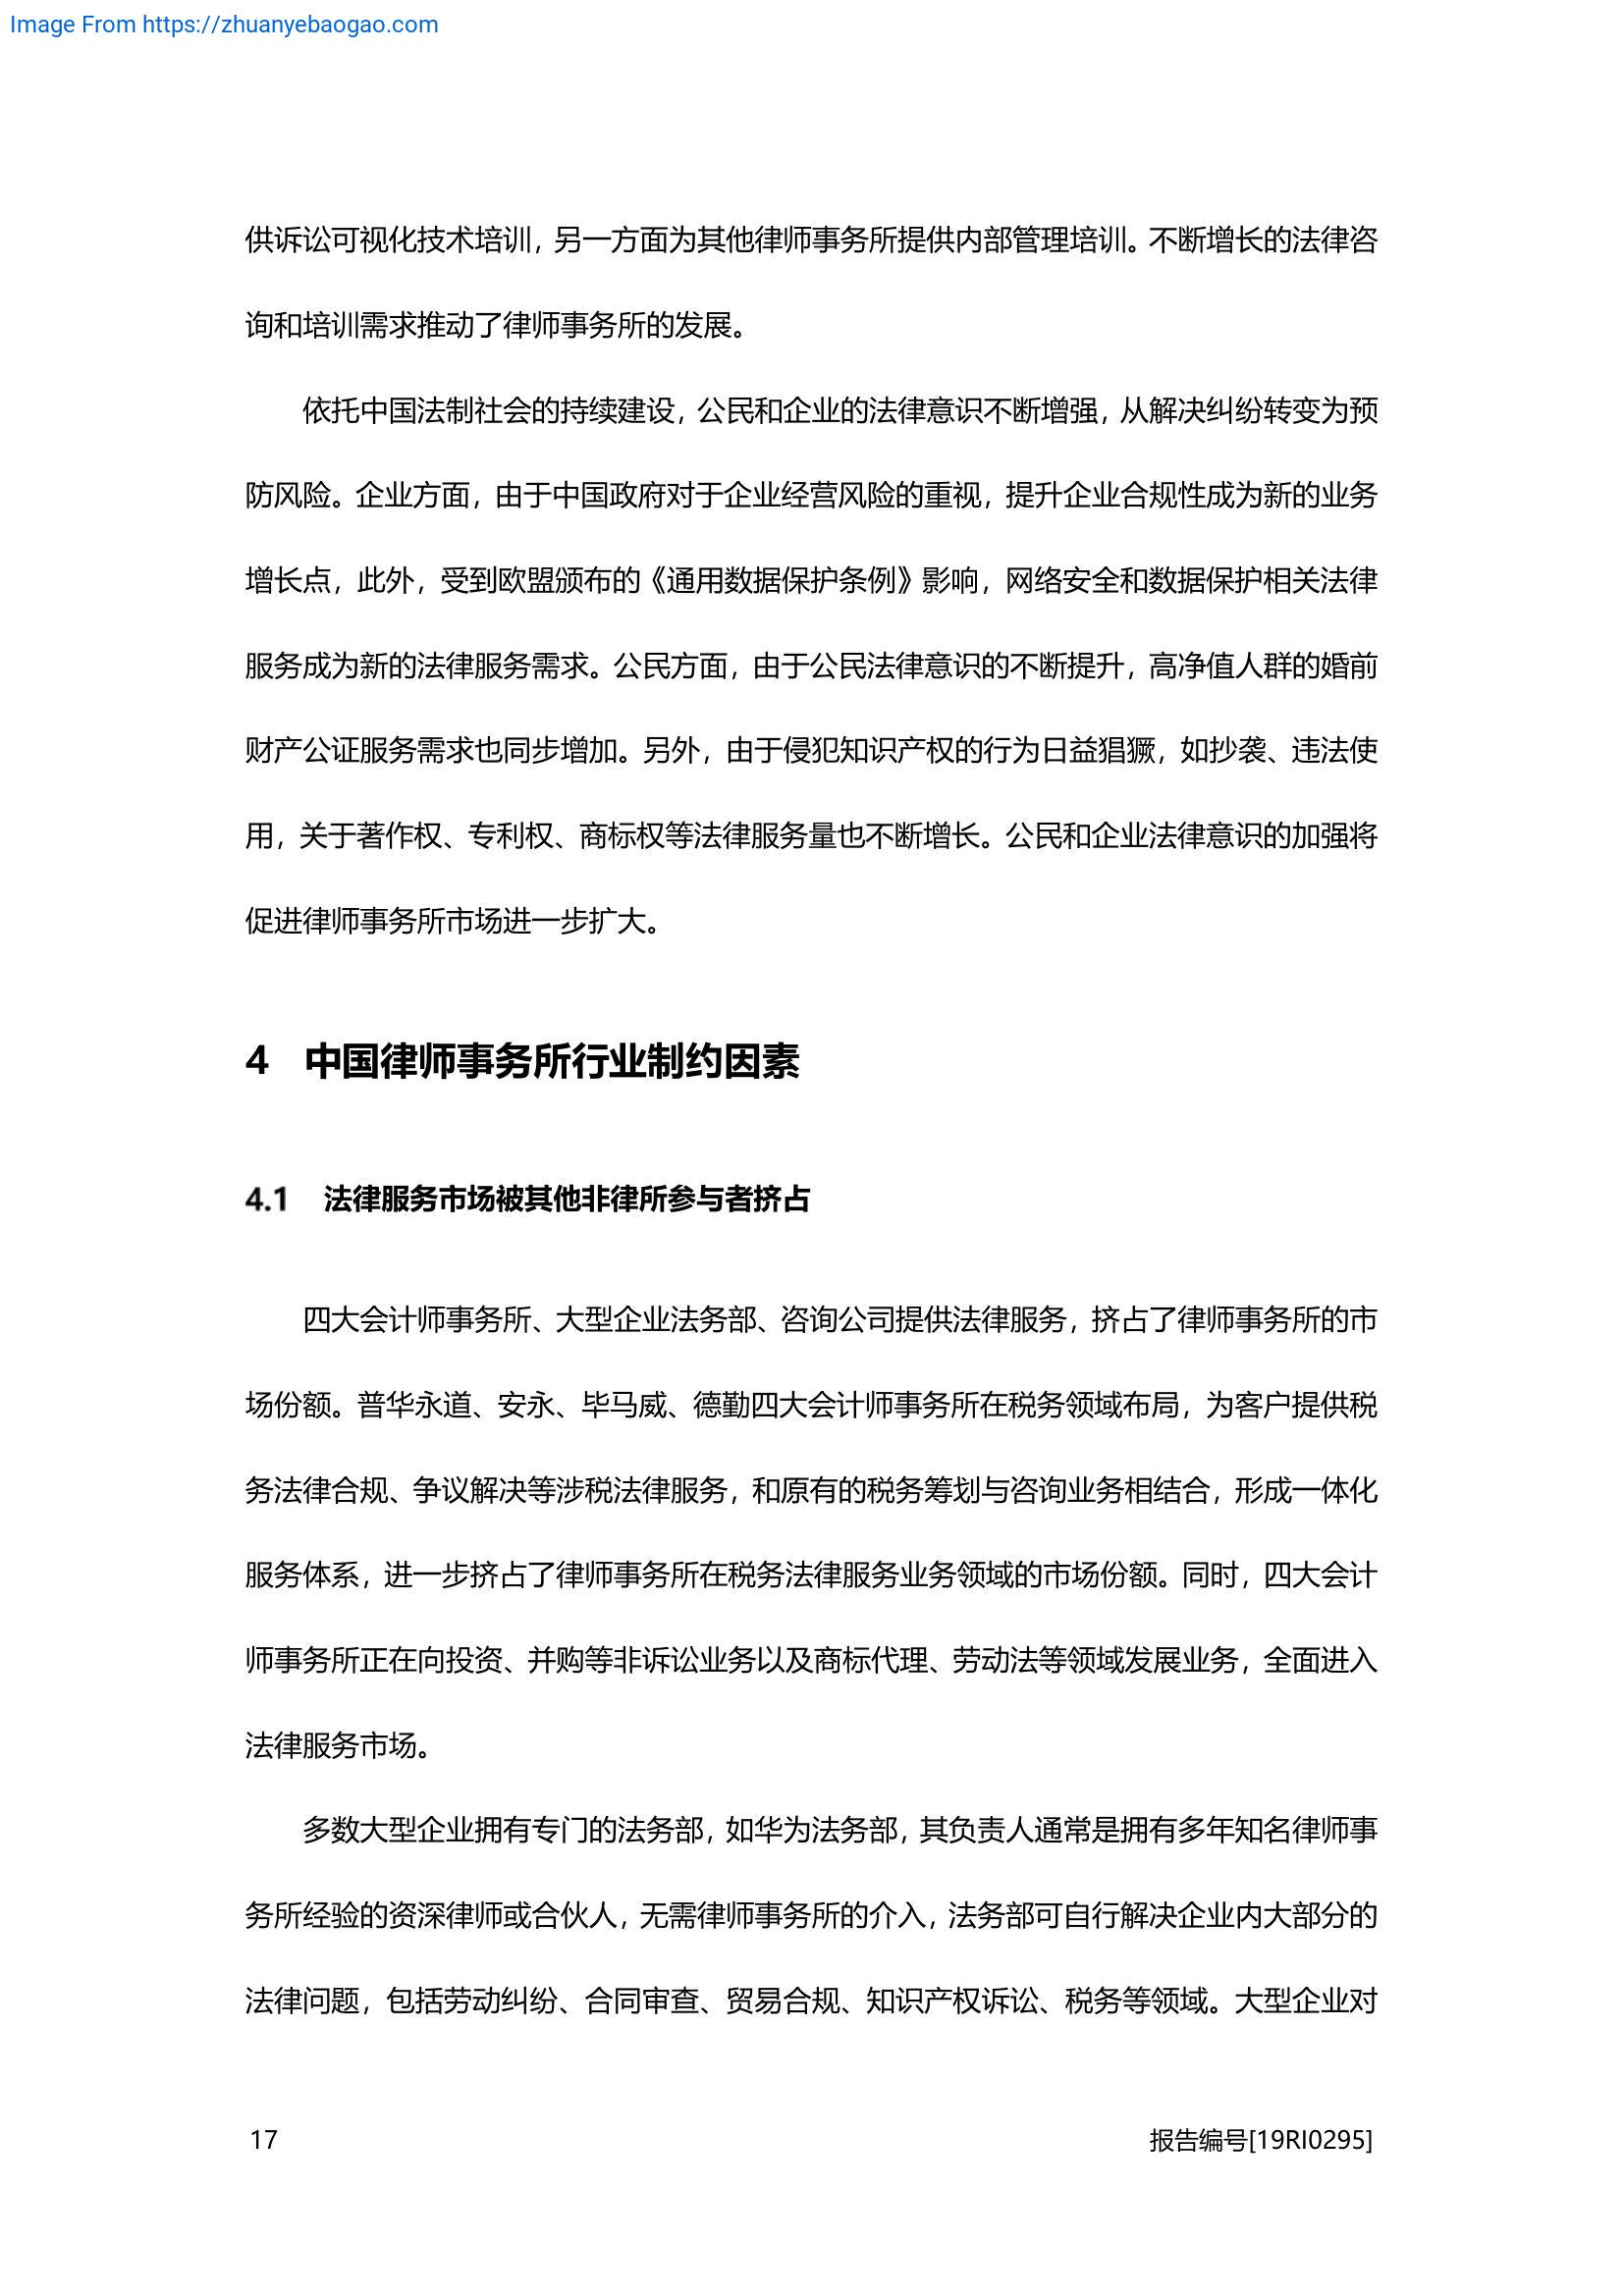 Image From https://zhuanyebaogao.com
供诉讼可视化技术培训，另一方面为其他律师事务所提供内部管理培训。不断增长的法律咨
询和培训需求推动了律师事务所的发展。
依托中国法制社会的持续建设，公民和企业的法律意识不断增强，从解决纠纷转变为预
防风险。企业方面，由于中国政府对于企业经营风险的重视，提升企业合规性成为新的业务
增长点，此外，受到欧盟颁布的《通用数据保护条例》影响，网络安全和数据保护相关法律
服务成为新的法律服务需求。公民方面，由于公民法律意识的不断提升，高净值人群的婚前
财产公证服务需求也同步增加。另外，由于侵犯知识产权的行为日益猖獗，如抄袭、违法使
用，关于著作权、专利权、商标权等法律服务量也不断增长。公民和企业法律意识的加强将
促进律师事务所市场进一步扩大。
4 中国律师事务所行业制约因素
4.1 法律服务市场被其他非律所参与者挤占
四大会计师事务所、大型企业法务部、咨询公司提供法律服务，挤占了律师事务所的市
场份额。普华永道、安永、毕马威、德勤四大会计师事务所在税务领域布局，为客户提供税
务法律合规、争议解决等涉税法律服务，和原有的税务筹划与咨询业务相结合，形成一体化
服务体系，进一步挤占了律师事务所在税务法律服务业务领域的市场份额。同时，四大会计
师事务所正在向投资、并购等非诉讼业务以及商标代理、劳动法等领域发展业务，全面进入
法律服务市场。
多数大型企业拥有专门的法务部，如华为法务部，其负责人通常是拥有多年知名律师事
务所经验的资深律师或合伙人，无需律师事务所的介入，法务部可自行解决企业内大部分的
法律问题，包括劳动纠纷、合同审查、贸易合规、知识产权诉讼、税务等领域。大型企业对
17 报告编号[19RI0295]